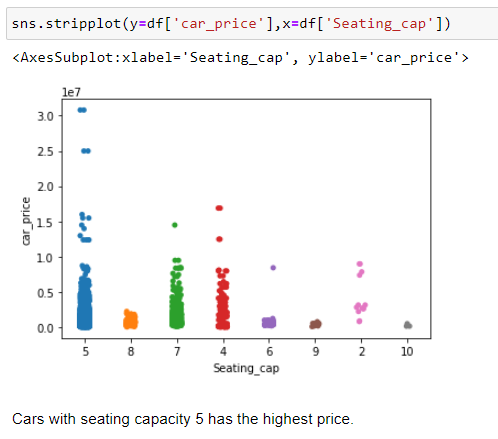 sns.stripplot(y=df['car_price'],x=df['Seating_cap'])
<AxesSubplot:xlabel='Seating_cap', ylabel='car_price'>
1e7
3.0
2.5
2.0
1.5
1.0
0.5
0.0
car_price
5 8 7 4 6 9 2 10
Seating_cap
Cars with seating capacity 5 has the highest price.